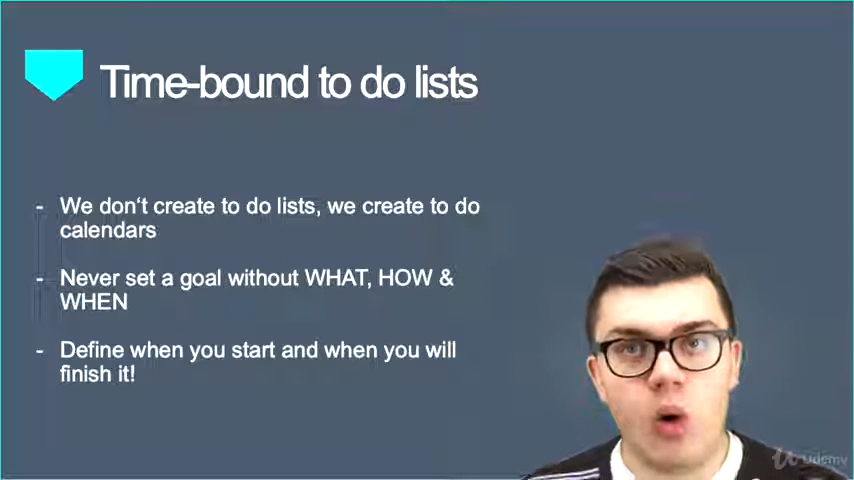 Time-bound to do lists
- We don‘t create to do lists, we create to do
calendars
- Never set a goal without WHAT, HOW &
WHEN
- Define when you start and when you will
finish it!
udemy